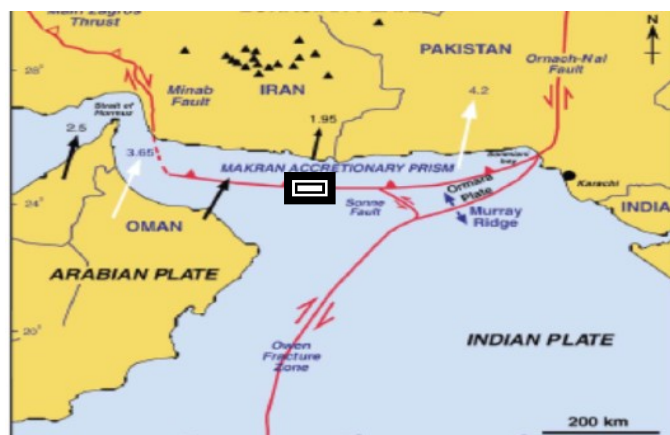 Main Zagros
Thrust
PAKISTAN
N
Ornach-Nal
Fault
28°
Minab
Fault
IRAN
4.2
Strait of
Hormuz
1.95
2.5
3.65
MAKRAN ACCRETIONARY PRISM
Karachi
24°
Sonne
Fault
Ormara
Plate
INDIA
OMAN
Murray
Ridge
ARABIAN PLATE
20°
Owen
Fracture
Zone
INDIAN PLATE
200 km